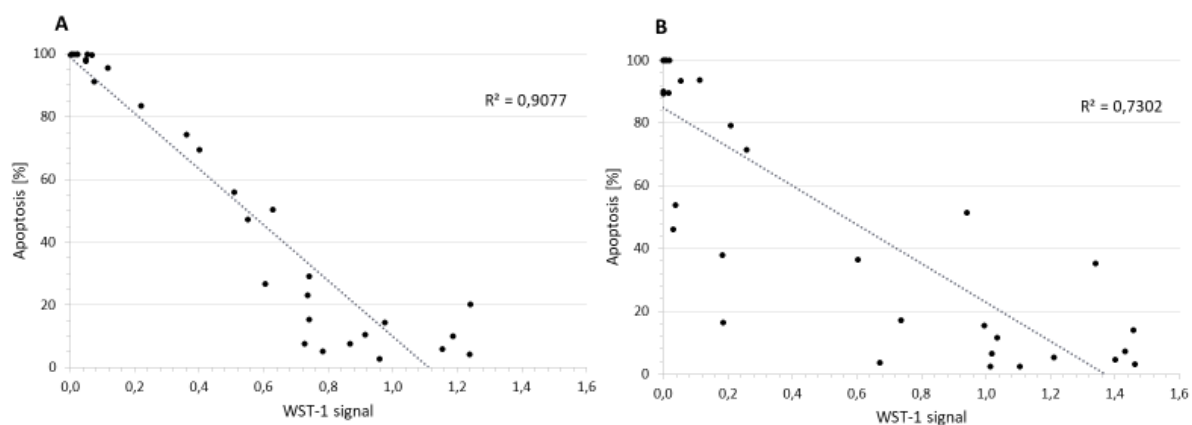 A
100
80
60
40
20
0
Apoptosis [%]
R² = 0,9077
0,0 0,2 0,4 0,6 0,8 1,0 1,2 1,4 1,6
WST-1 signal
B
100
80
60
40
20
0
Apoptosis [%]
R² = 0,7302
0,0 0,2 0,4 0,6 0,8 1,0 1,2 1,4 1,6
WST-1 signal